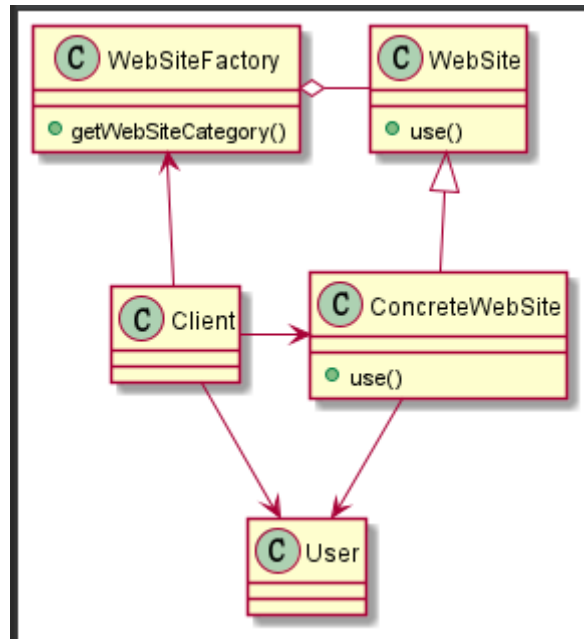 C WebSiteFactory
getWebSiteCategory()
C WebSite
use()
C Client
C ConcreteWebSite
use()
C User